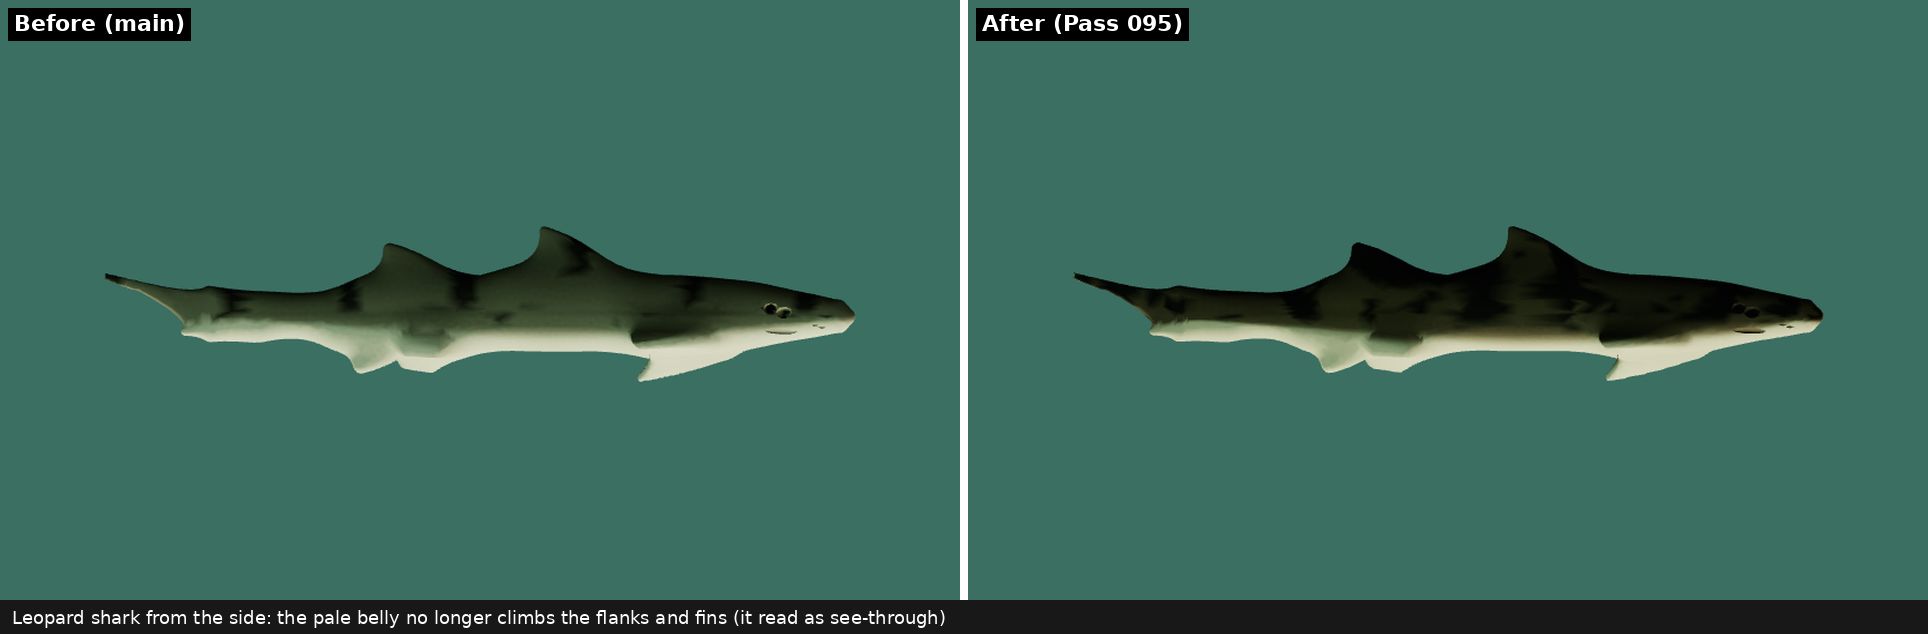 Before (main)
After (Pass 095)
Leopard shark from the side: the pale belly no longer climbs the flanks and fins (it read as see-through)